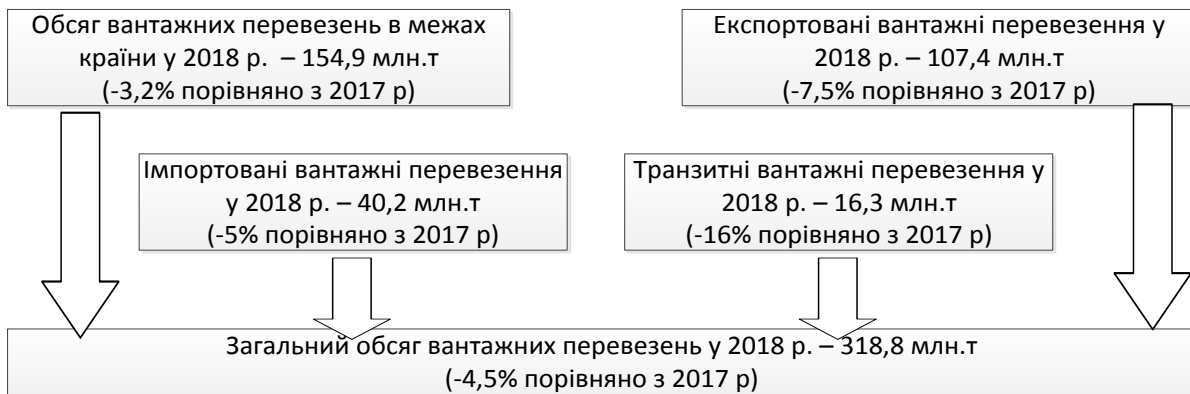 Обсяг вантажних перевезень в межах
країни у 2018 р. – 154,9 млн.т
(-3,2% порівняно з 2017 р)
Експортовані вантажні перевезення у
2018 р. – 107,4 млн.т
(-7,5% порівняно з 2017 р)
Імпортовані вантажні перевезення
у 2018 р. – 40,2 млн.т
(-5% порівняно з 2017 р)
Транзитні вантажні перевезення у
2018 р. – 16,3 млн.т
(-16% порівняно з 2017 р)
Загальний обсяг вантажних перевезень у 2018 р. – 318,8 млн.т
(-4,5% порівняно з 2017 р)